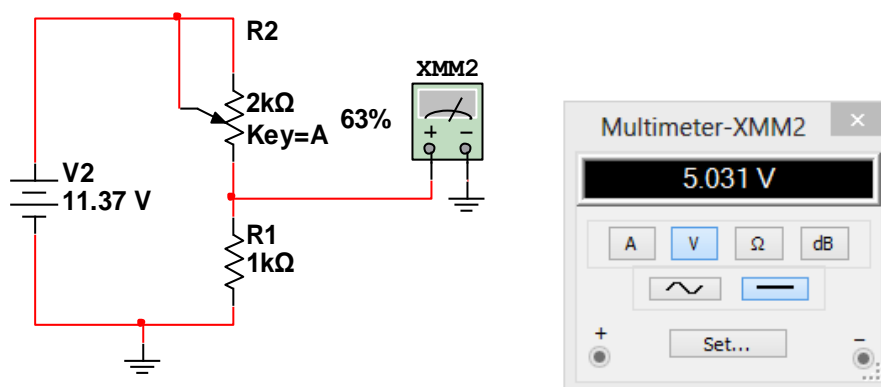 R2
XMM2
2kΩ
Key=A
63%
+ −
V2
11.37 V
R1
1kΩ
Multimeter-XMM2 ×
5.031 V
A V Ω dB
Set...
+ −